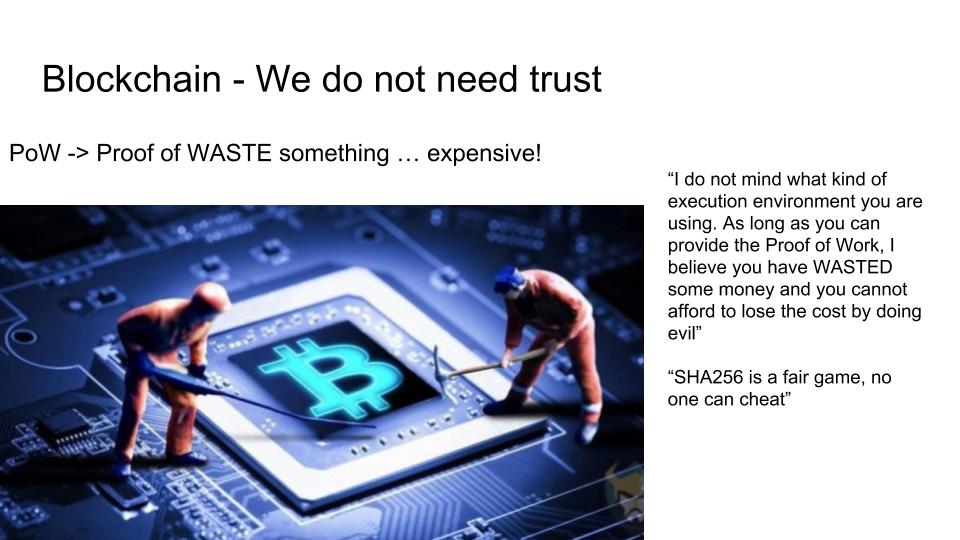 Blockchain - We do not need trust
PoW -> Proof of WASTE something … expensive!
“I do not mind what kind of
execution environment you are
using. As long as you can
provide the Proof of Work, I
believe you have WASTED
some money and you cannot
afford to lose the cost by doing
evil”
“SHA256 is a fair game, no
one can cheat”